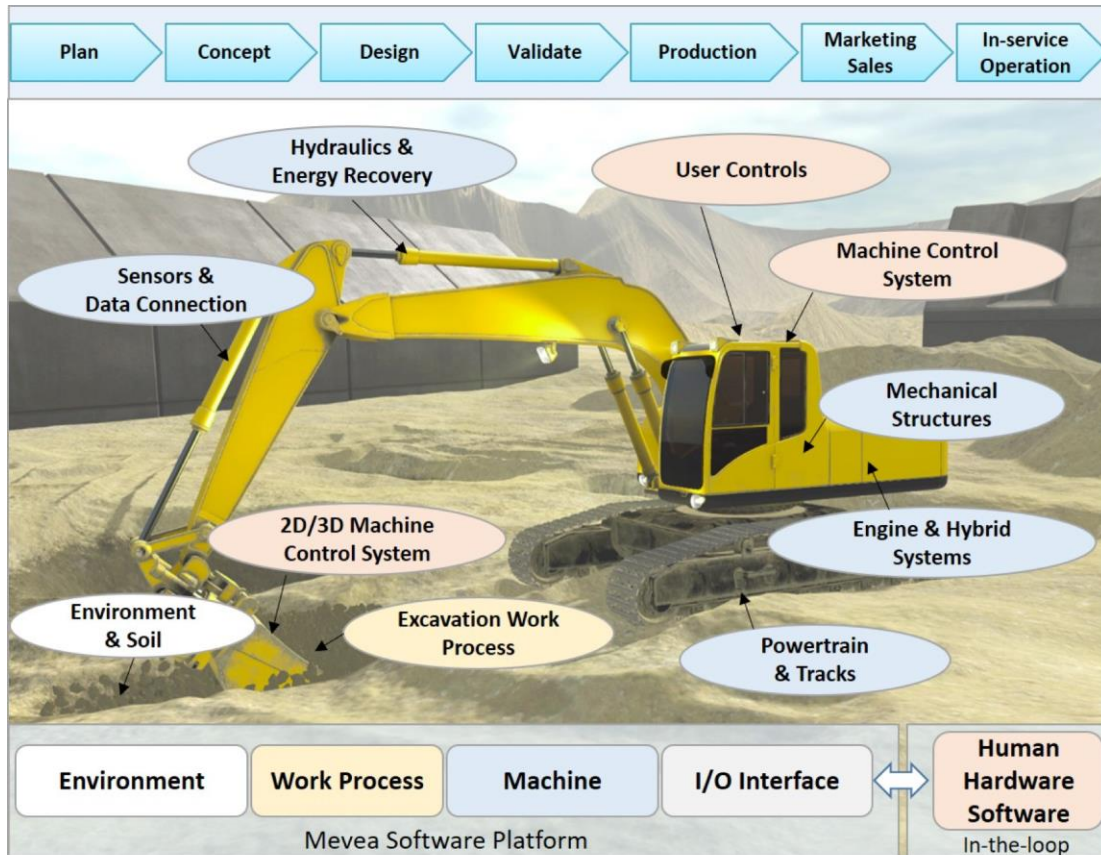 Plan
Concept
Design
Validate
Production
Marketing
Sales
In-service
Operation
Hydraulics &
Energy Recovery
User Controls
Sensors &
Data Connection
Machine Control
System
Mechanical
Structures
2D/3D Machine
Control System
Engine & Hybrid
Systems
Environment
& Soil
Excavation Work
Process
Powertrain
& Tracks
Environment
Work Process
Machine
I/O Interface
Human
Hardware
Software
Mevea Software Platform
In-the-loop